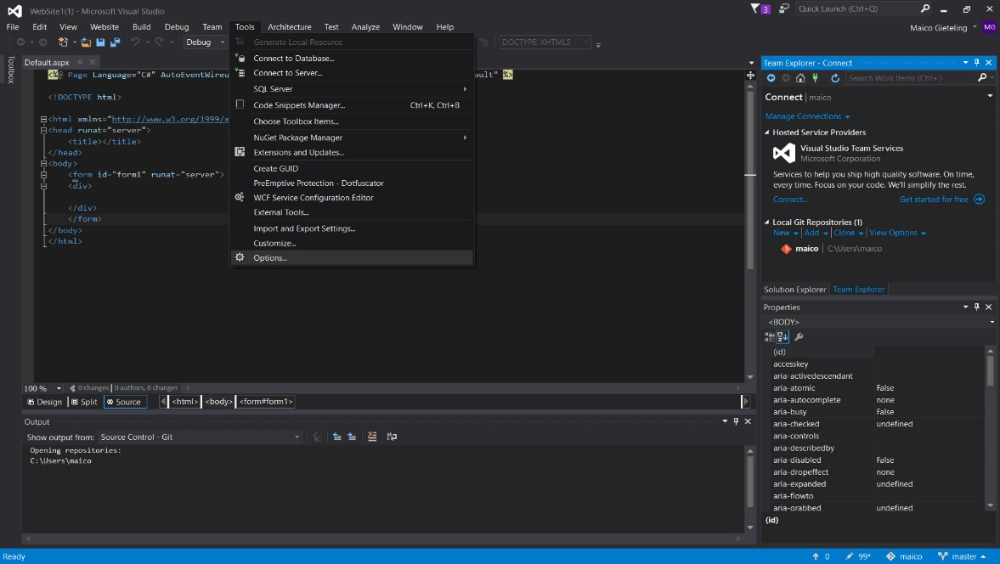 WebSite1(1) - Microsoft Visual Studio
3
Quick Launch (Ctrl+Q)
File Edit View Website Build Debug Team Tools Architecture Test Analyze Window Help
Maico Gieteling MG
Debug
DOCTYPE: XHTML5
Toolbox
Default.aspx
<%@ Page Language="C#" AutoEventWireu
ault" %>
<!DOCTYPE html>
<html xmlns="http://www.w3.org/1999/x
<head runat="server">
<title></title>
</head>
<body>
<form id="form1" runat="server">
<div>
</div>
</form>
</body>
</html>
Generate Local Resource
Connect to Database...
Connect to Server...
SQL Server
Code Snippets Manager... Ctrl+K, Ctrl+B
Choose Toolbox Items...
NuGet Package Manager
Extensions and Updates...
Create GUID
PreEmptive Protection - Dotfuscator
WCF Service Configuration Editor
External Tools...
Import and Export Settings...
Customize...
Options...
100 % 0 changes | 0 authors, 0 changes
Design Split Source <html> <body> <form#form1>
Output
Show output from: Source Control - Git
Opening repositories:
C:\Users\maico
Team Explorer - Connect
Search Work Items (Ctrl+')
Connect | maico
Manage Connections
Hosted Service Providers
Visual Studio Team Services
Microsoft Corporation
Services to help you ship high quality software. On time,
every time. Focus on your code. We'll simplify the rest.
Connect... Get started for free
Local Git Repositories (1)
New | Add | Clone | View Options
maico | C:\Users\maico
Solution Explorer Team Explorer
Properties
<BODY>
(id)
accesskey
aria-activedescendant
aria-atomic False
aria-autocomplete none
aria-busy False
aria-checked undefined
aria-controls
aria-describedby
aria-disabled False
aria-dropeffect none
aria-expanded undefined
aria-flowto
aria-grabbed undefined
(id)
Ready
0 99* maico master